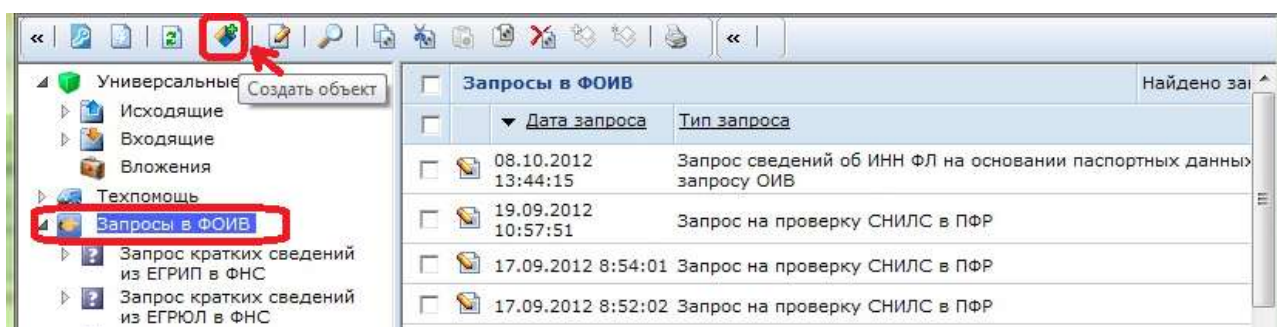 «
«
Универсальные
Создать объект
Исходящие
Входящие
Вложения
Техпомощь
Запросы в ФОИВ
Запрос кратких сведений
из ЕГРИП в ФНС
Запрос кратких сведений
из ЕГРЮЛ в ФНС
Запросы в ФОИВ
Найдено
Дата запроса Тип запроса
08.10.2012
13:44:15
Запрос сведений об ИНН ФЛ на основании паспортных данных
запросу ОИВ
19.09.2012
10:57:51
Запрос на проверку СНИЛС в ПФР
17.09.2012 8:54:01 Запрос на проверку СНИЛС в ПФР
17.09.2012 8:52:02 Запрос на проверку СНИЛС в ПФР